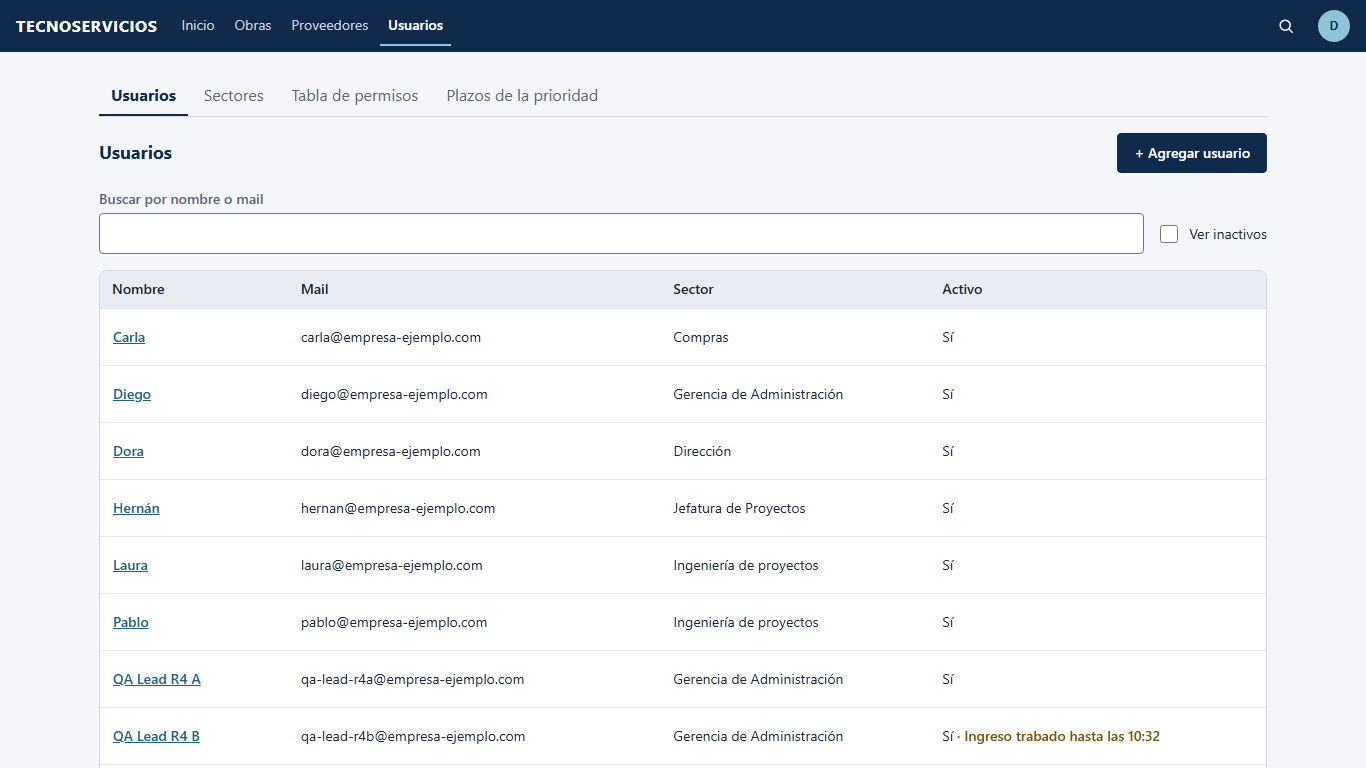 TECNOSERVICIOS Inicio Obras Proveedores Usuarios D
Usuarios Sectores Tabla de permisos Plazos de la prioridad
Usuarios + Agregar usuario
Buscar por nombre o mail
Ver inactivos
Nombre Mail Sector Activo
Carla carla@empresa-ejemplo.com Compras Sí
Diego diego@empresa-ejemplo.com Gerencia de Administración Sí
Dora dora@empresa-ejemplo.com Dirección Sí
Hernán hernan@empresa-ejemplo.com Jefatura de Proyectos Sí
Laura laura@empresa-ejemplo.com Ingeniería de proyectos Sí
Pablo pablo@empresa-ejemplo.com Ingeniería de proyectos Sí
QA Lead R4 A qa-lead-r4a@empresa-ejemplo.com Gerencia de Administración Sí
QA Lead R4 B qa-lead-r4b@empresa-ejemplo.com Gerencia de Administración Sí · Ingreso trabado hasta las 10:32